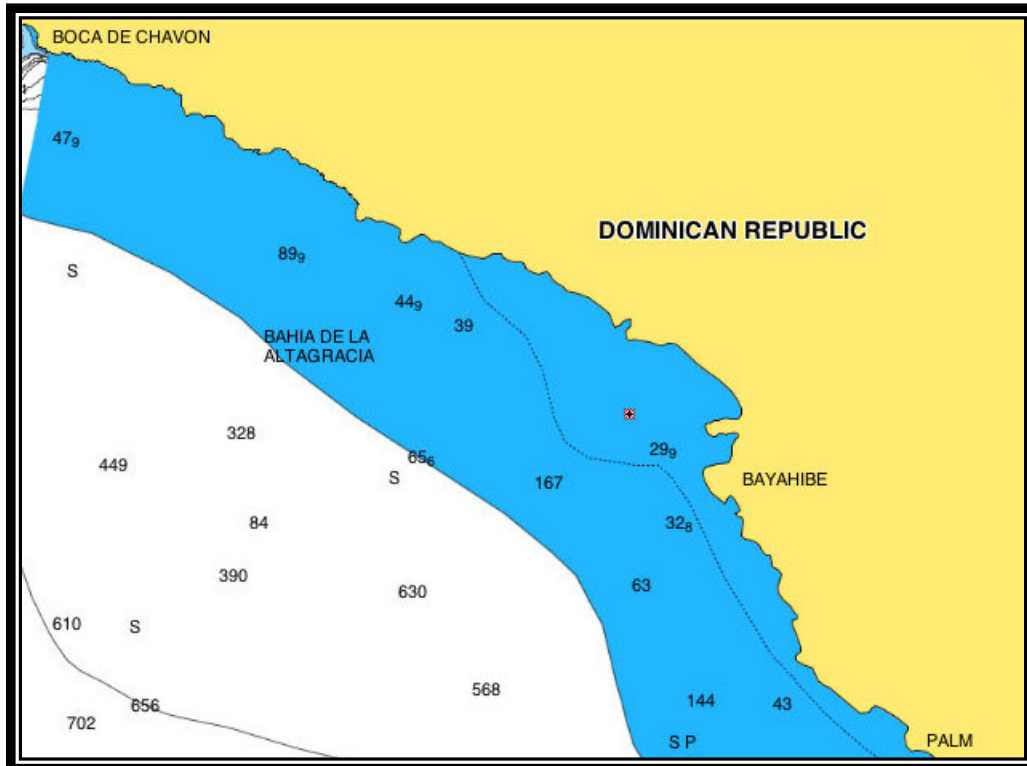 BOCA DE CHAVON
47₉
DOMINICAN REPUBLIC
89₉
S
44₉
39
BAHIA DE LA
ALTAGRACIA
328
29₉
65₆
449
S
167
BAYAHIBE
84
32₈
390
63
630
610
S
568
144
43
656
702
S P
PALM